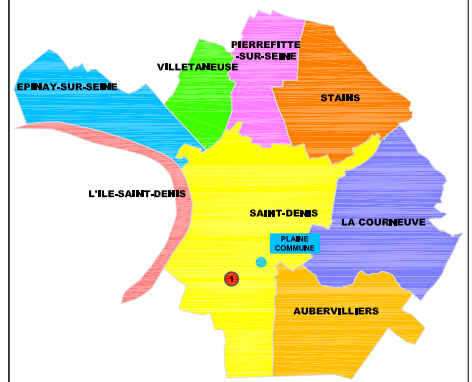 PIERREFITTE
-SUR-SEINE
VILLETANEUSE
EPINAY-SUR-SEINE
STAINS
L'ILE-SAINT-DENIS
SAINT-DENIS
LA COURNEUVE
PLAINE
COMMUNE
1
AUBERVILLIERS